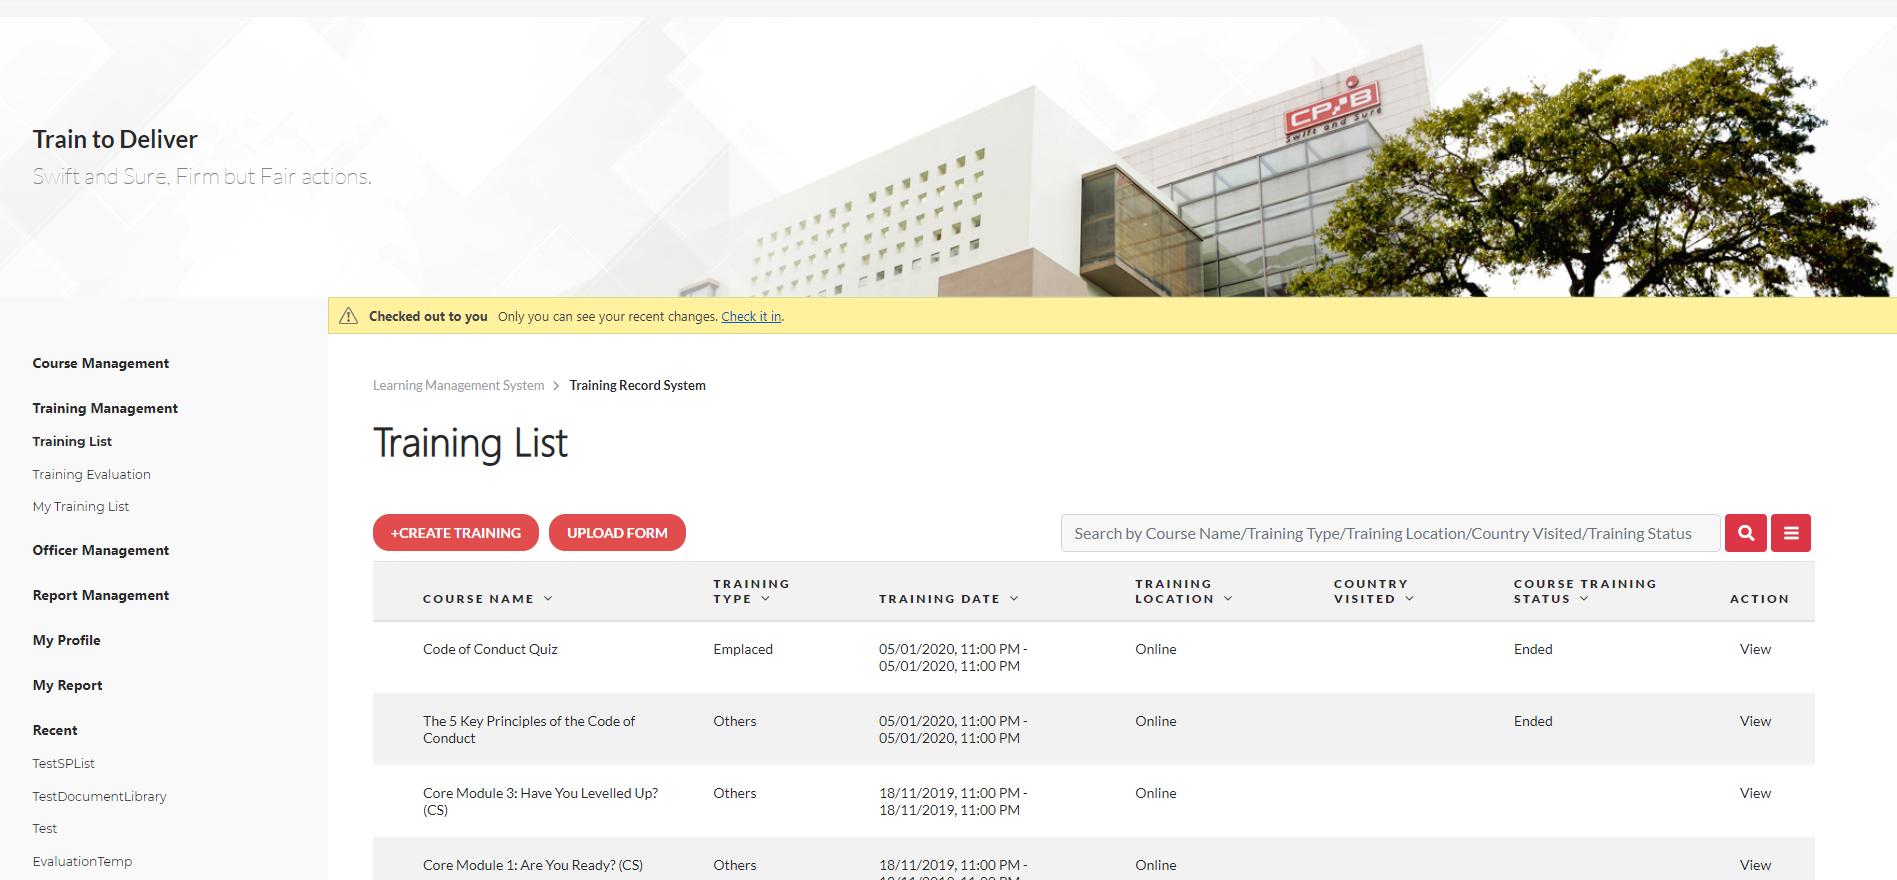 CPIB
Swift and Sure
Train to Deliver
Swift and Sure, Firm but Fair actions.
Checked out to you Only you can see your recent changes. Check it in.
Course Management
Training Management
Training List
Training Evaluation
My Training List
Officer Management
Report Management
My Profile
My Report
Recent
TestSPList
TestDocumentLibrary
Test
EvaluationTemp
Learning Management System > Training Record System
Training List
+CREATE TRAINING UPLOAD FORM Search by Course Name/Training Type/Training Location/Country Visited/Training Status
COURSE NAME TRAINING TYPE TRAINING DATE TRAINING LOCATION COUNTRY VISITED COURSE TRAINING STATUS ACTION
Code of Conduct Quiz Emplaced 05/01/2020, 11:00 PM - Online Ended View
05/01/2020, 11:00 PM
The 5 Key Principles of the Code of Others 05/01/2020, 11:00 PM - Online Ended View
Conduct 05/01/2020, 11:00 PM
Core Module 3: Have You Levelled Up? Others 18/11/2019, 11:00 PM - Online View
(CS) 18/11/2019, 11:00 PM
Core Module 1: Are You Ready? (CS) Others 18/11/2019, 11:00 PM - Online View